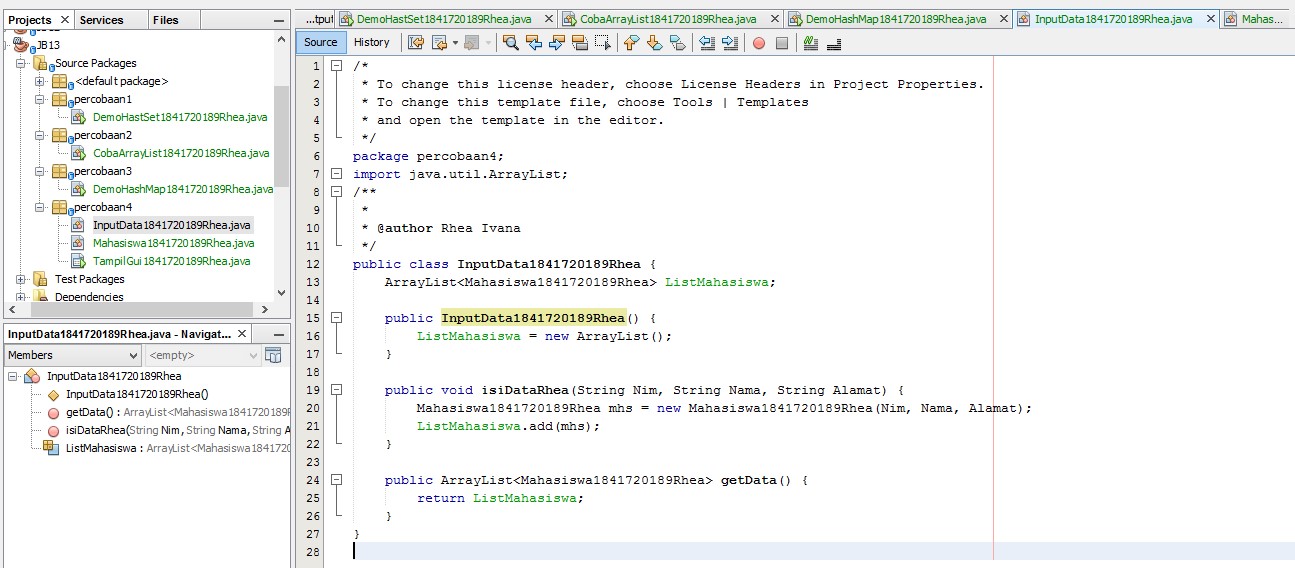 Projects Services Files
JB13
Source Packages
<default package>
percobaan1
DemoHastSet1841720189Rhea.java
percobaan2
CobaArrayList1841720189Rhea.java
percobaan3
DemoHashMap1841720189Rhea.java
percobaan4
InputData1841720189Rhea.java
Mahasiswa1841720189Rhea.java
TampilGui1841720189Rhea.java
Test Packages
Dependencies
InputData1841720189Rhea.java - Navigat...
Members <empty>
InputData1841720189Rhea
InputData1841720189Rhea()
getData() : ArrayList<Mahasiswa1841720189R
isiDataRhea(String Nim, String Nama, String A
ListMahasiswa : ArrayList<Mahasiswa184172
...tput DemoHastSet1841720189Rhea.java CobaArrayList1841720189Rhea.java DemoHashMap1841720189Rhea.java InputData1841720189Rhea.java Mahas...
Source History
1 /*
2 * To change this license header, choose License Headers in Project Properties.
3 * To change this template file, choose Tools | Templates
4 * and open the template in the editor.
5 */
6 package percobaan4;
7 import java.util.ArrayList;
8 /**
9 *
10 * @author Rhea Ivana
11 */
12 public class InputData1841720189Rhea {
13 ArrayList<Mahasiswa1841720189Rhea> ListMahasiswa;
14
15 public InputData1841720189Rhea() {
16 ListMahasiswa = new ArrayList();
17 }
18
19 public void isiDataRhea(String Nim, String Nama, String Alamat) {
20 Mahasiswa1841720189Rhea mhs = new Mahasiswa1841720189Rhea(Nim, Nama, Alamat);
21 ListMahasiswa.add(mhs);
22 }
23
24 public ArrayList<Mahasiswa1841720189Rhea> getData() {
25 return ListMahasiswa;
26 }
27 }
28